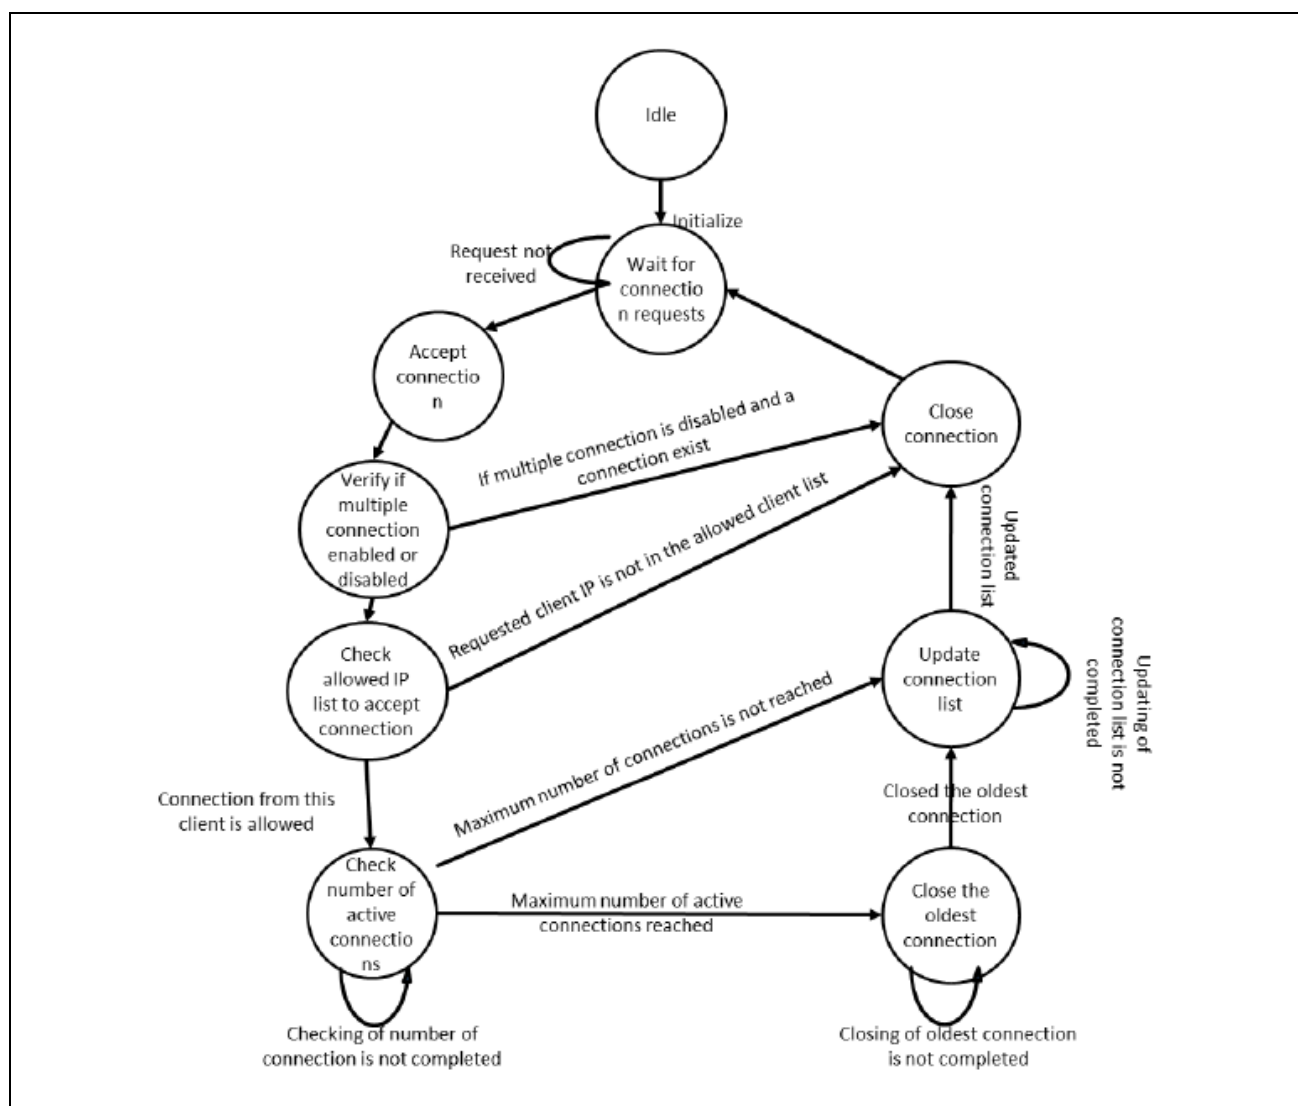 Idle
Initialize
Request not
received
Wait for
connectio
n requests
Accept
connectio
n
Close
connection
If multiple connection is disabled and a
connection exist
Verify if
multiple
connection
enabled or
disabled
Requested client IP is not in the allowed client list
Updated
connection list
Check
allowed IP
list to accept
connection
Update
connection
list
Updating of
connection list is not
completed
Maximum number of connections is not reached
Connection from this
client is allowed
Closed the oldest
connection
Check
number of
active
connectio
ns
Maximum number of active
connections reached
Close the
oldest
connection
Checking of number of
connection is not completed
Closing of oldest connection
is not completed